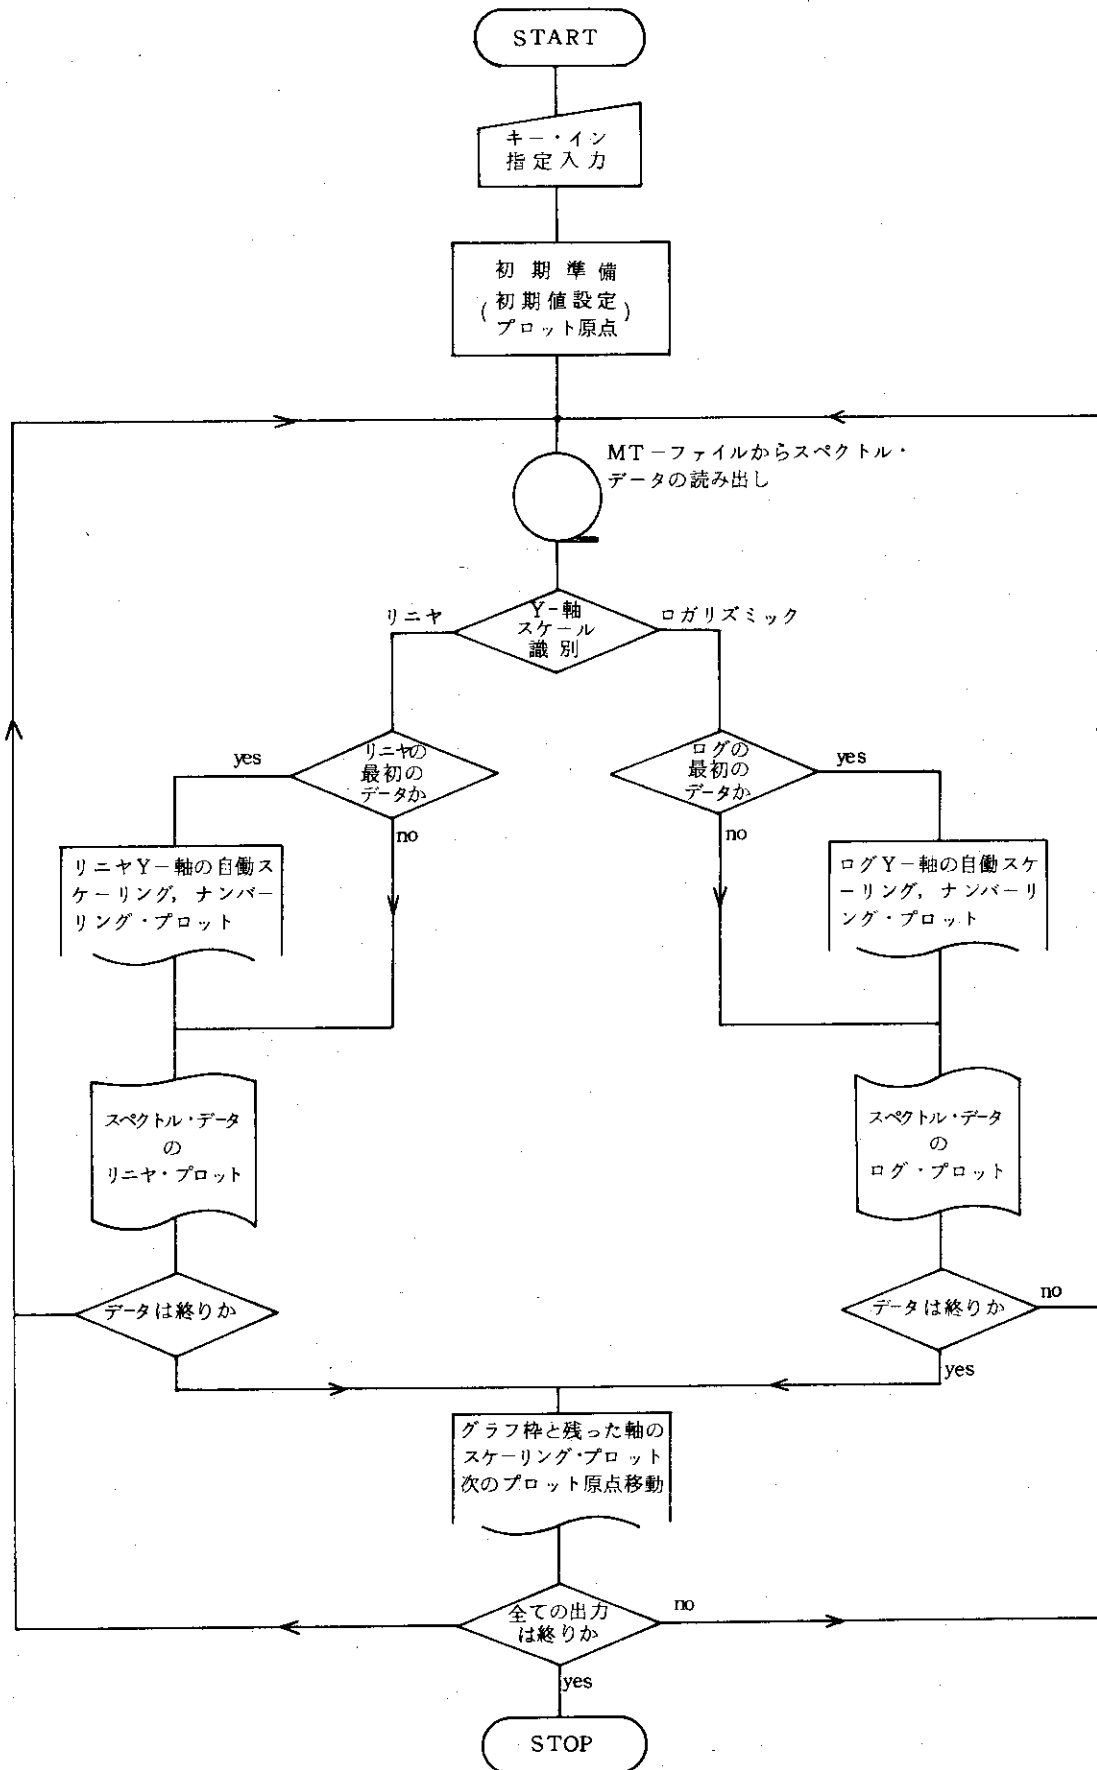 START
キー・イン
指定入力
初期準備
(初期値設定)
プロット原点
MT-ファイルからスペクトル・
データの読み出し
リニヤ
Y-軸
スケール
識別
ロガリズミック
yes
リニヤの
最初の
データか
no
ログの
最初の
データか
yes
no
リニヤY-軸の自働ス
ケーリング, ナンバー
リング・プロット
ログY-軸の自働スケ
ーリング, ナンバーリ
ング・プロット
スペクトル・データ
の
リニヤ・プロット
スペクトル・データ
の
ログ・プロット
データは終りか
データは終りか
no
yes
グラフ枠と残った軸の
スケーリング・プロット
次のプロット原点移動
全ての出力
は終りか
no
yes
STOP